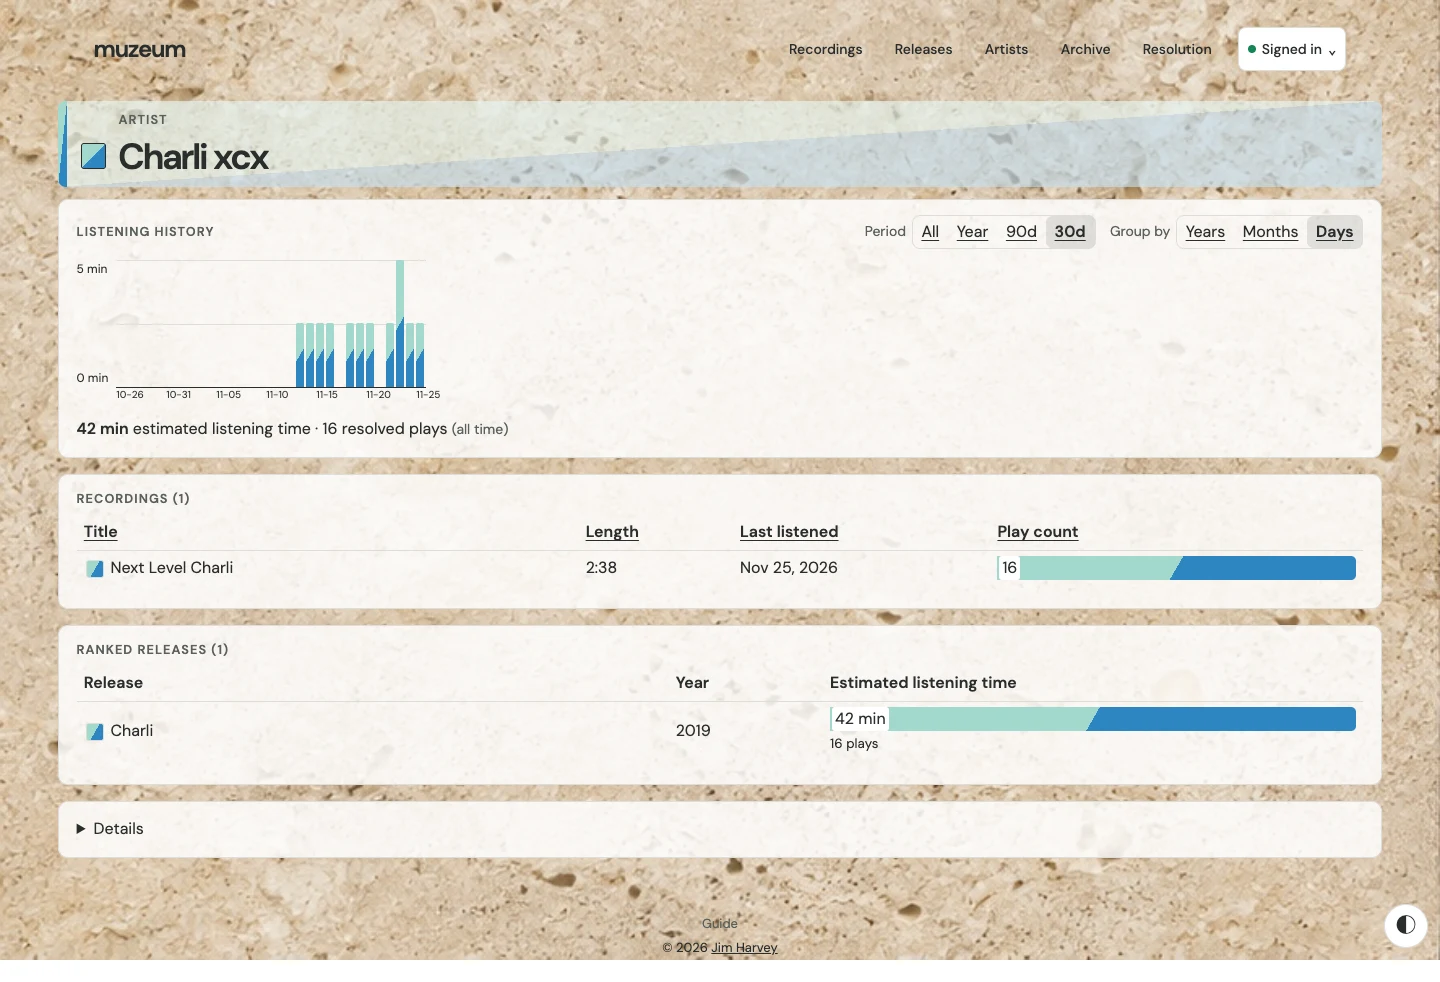 muzeum
Recordings Releases Artists Archive Resolution Signed in
ARTIST
Charli xcx
LISTENING HISTORY
Period All Year 90d 30d Group by Years Months Days
5 min
0 min
10-26 10-31 11-05 11-10 11-15 11-20 11-25
42 min estimated listening time · 16 resolved plays (all time)
RECORDINGS (1)
Title Length Last listened Play count
Next Level Charli 2:38 Nov 25, 2026 16
RANKED RELEASES (1)
Release Year Estimated listening time
Charli 2019 42 min
16 plays
Details
Guide
© 2026 Jim Harvey